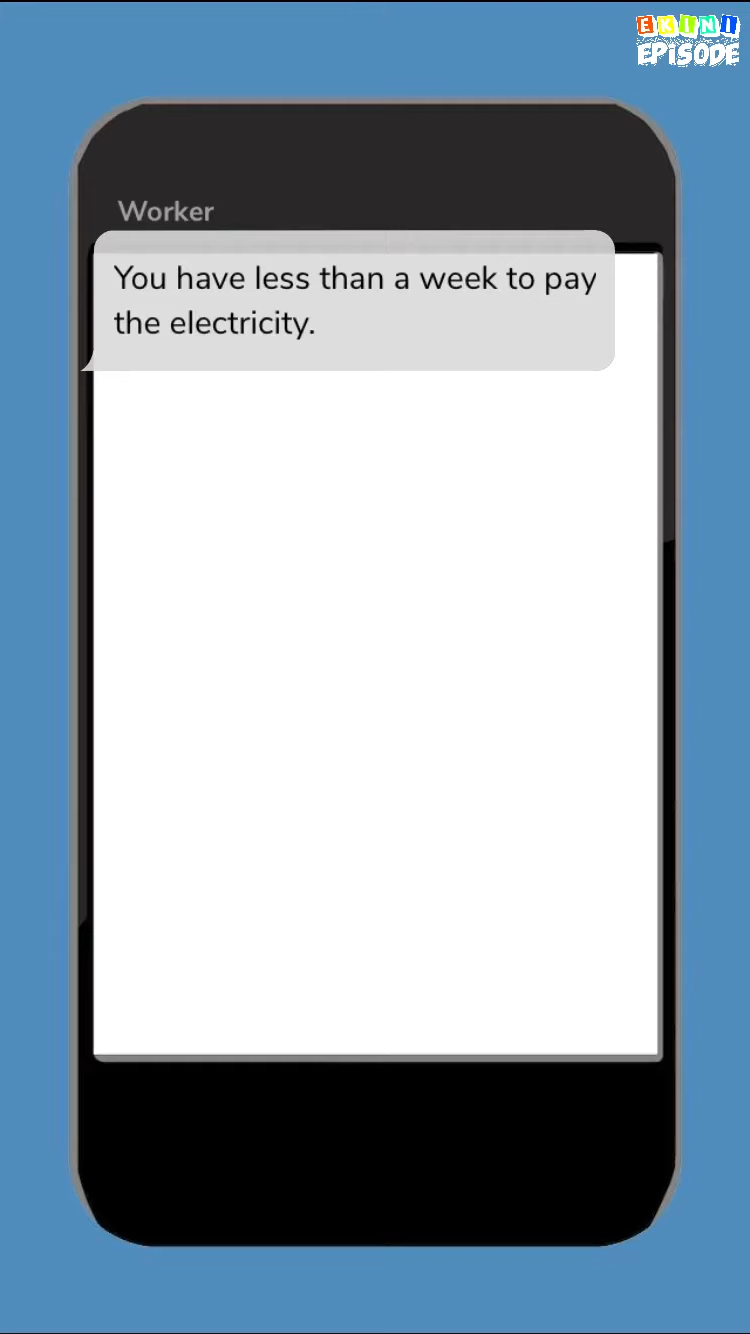 EKINI
EPISODE
Worker
You have less than a week to pay
the electricity.